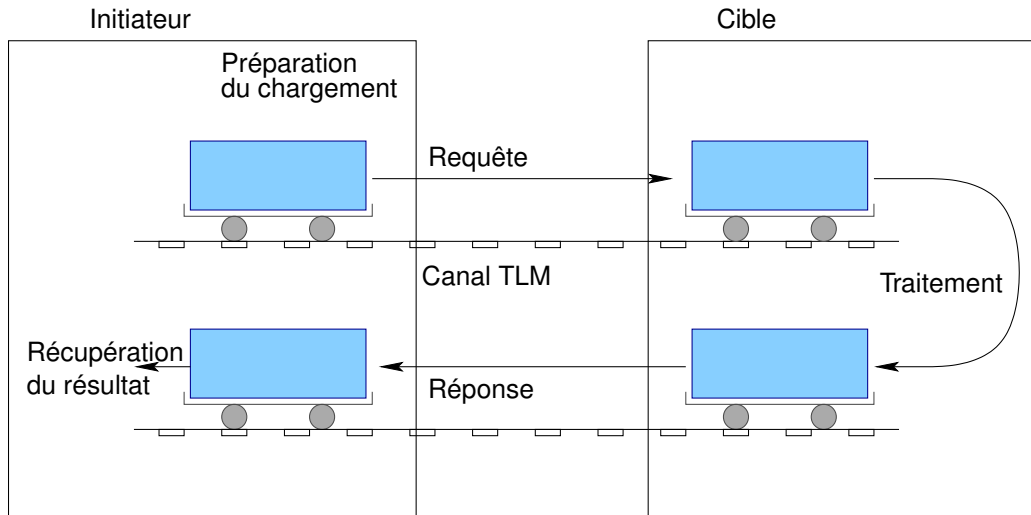 Initiateur
Cible
Préparation
du chargement
Requête
Canal TLM
Traitement
Récupération
du résultat
Réponse